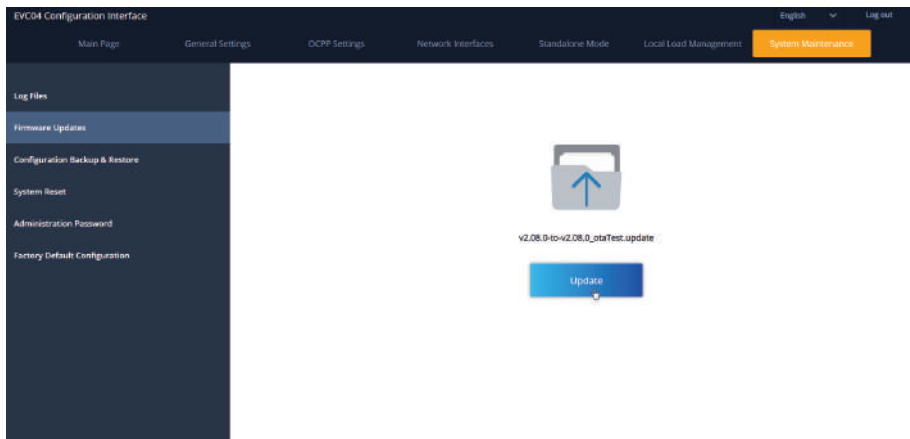 EVC04 Configuration Interface
English
Log out
Main Page
General Settings
OCPP Settings
Network Interfaces
Standalone Mode
Local Load Management
System Maintenance
Log Files
Firmware Updates
Configuration Backup & Restore
System Reset
Administration Password
Factory Default Configuration
v2.08.0-to-v2.08.0_otaTest.update
Update